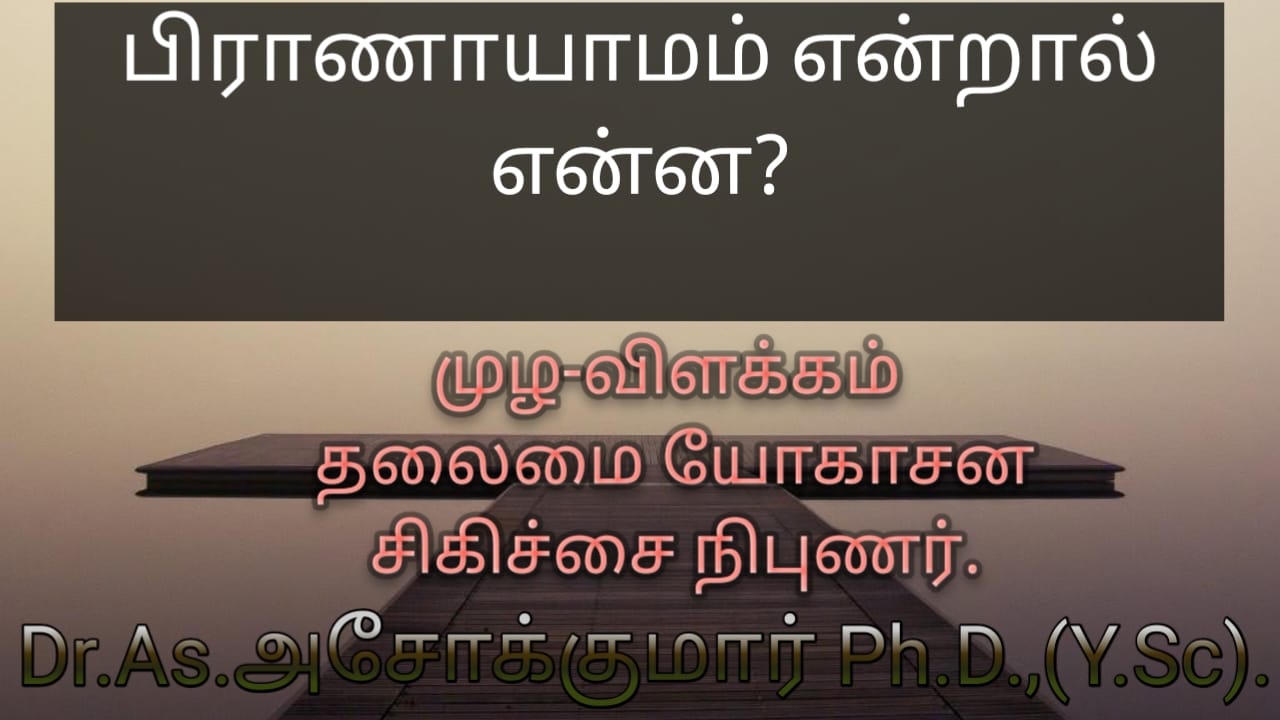 பிராணாயாமம் என்றால்
என்ன?
முழ-விளக்கம்
தலைமை யோகாசன
சிகிச்சை நிபுணர்.
Dr.As.அசோக்குமார் Ph.D.,(Y.Sc).